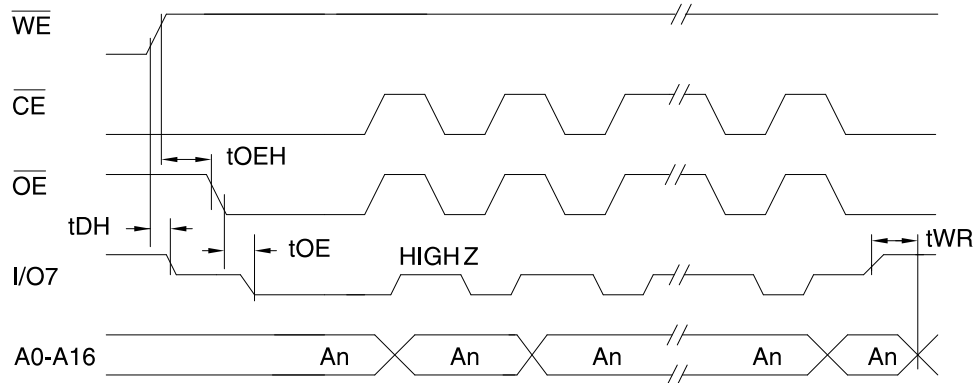 WE
CE
tOEH
OE
tDH
tOE
HIGH Z
tWR
I/O7
A0-A16 An An An An An